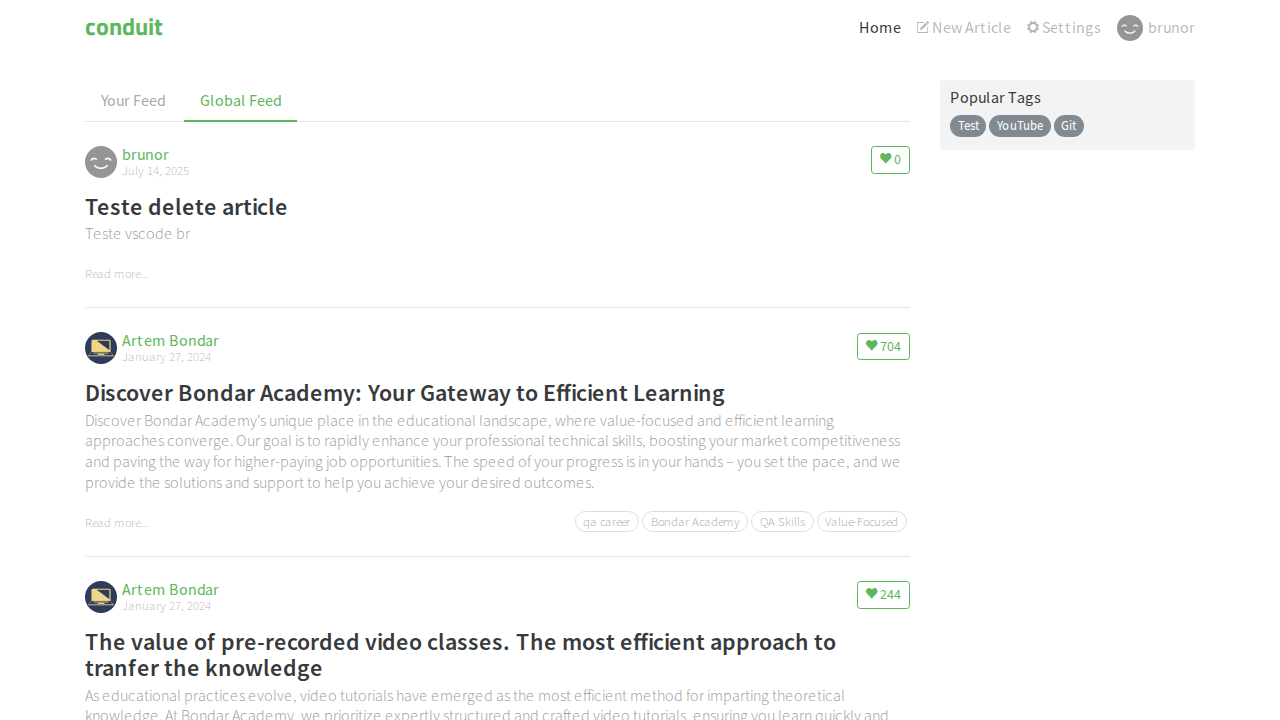 conduit
Home New Article Settings brunor
Your Feed Global Feed
Popular Tags
Test YouTube Git
brunor
July 14, 2025
0
Teste delete article
Teste vscode br
Read more...
Artem Bondar
January 27, 2024
704
Discover Bondar Academy: Your Gateway to Efficient Learning
Discover Bondar Academy's unique place in the educational landscape, where value-focused and efficient learning
approaches converge. Our goal is to rapidly enhance your professional technical skills, boosting your market competitiveness
and paving the way for higher-paying job opportunities. The speed of your progress is in your hands – you set the pace, and we
provide the solutions and support to help you achieve your desired outcomes.
Read more...
qa career Bondar Academy QA Skills Value-Focused
Artem Bondar
January 27, 2024
244
The value of pre-recorded video classes. The most efficient approach to
tranfer the knowledge
As educational practices evolve, video tutorials have emerged as the most efficient method for imparting theoretical
knowledge. At Bondar Academy, we prioritize expertly structured and crafted video tutorials, ensuring you learn quickly and